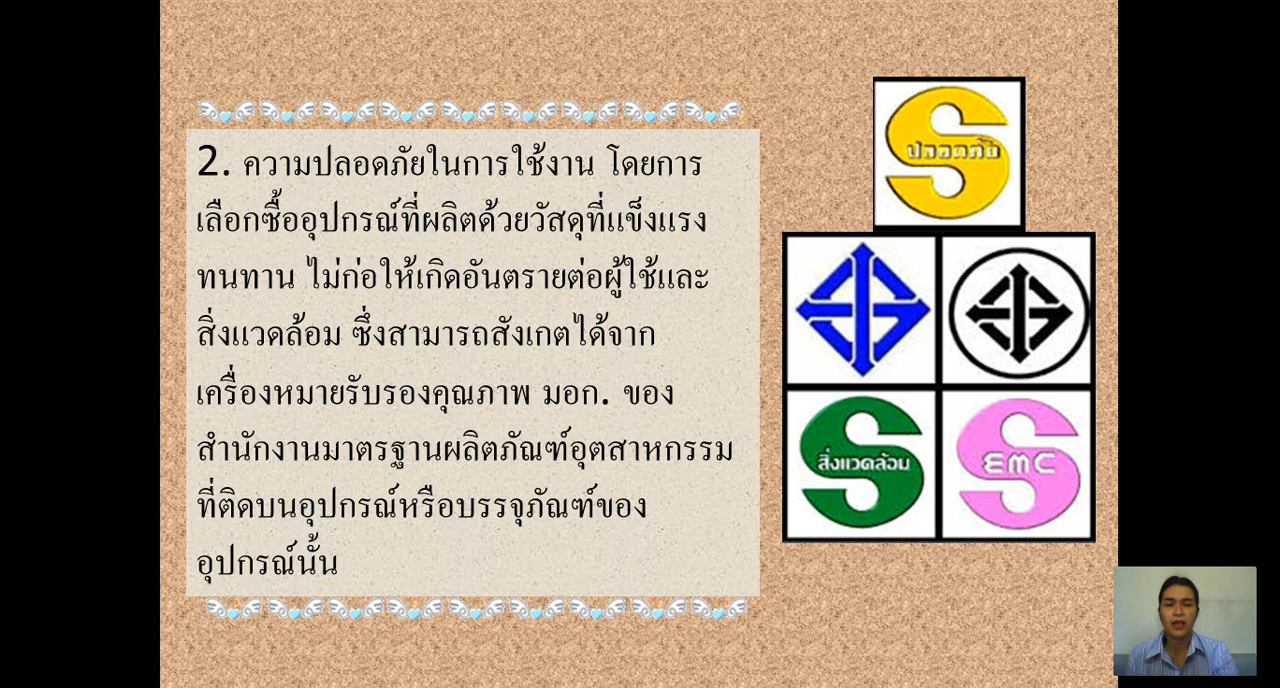 2. ความปลอดภัยในการใช้งาน โดยการ
เลือกซื้ออุปกรณ์ที่ผลิตด้วยวัสดุที่แข็งแรง
ทนทาน ไม่ก่อให้เกิดอันตรายต่อผู้ใช้และ
สิ่งแวดล้อม ซึ่งสามารถสังเกตได้จาก
เครื่องหมายรับรองคุณภาพ มอก. ของ
สำนักงานมาตรฐานผลิตภัณฑ์อุตสาหกรรม
ที่ติดบนอุปกรณ์หรือบรรจุภัณฑ์ของ
อุปกรณ์นั้น
ปลอดภัย
สิ่งแวดล้อม
EMC